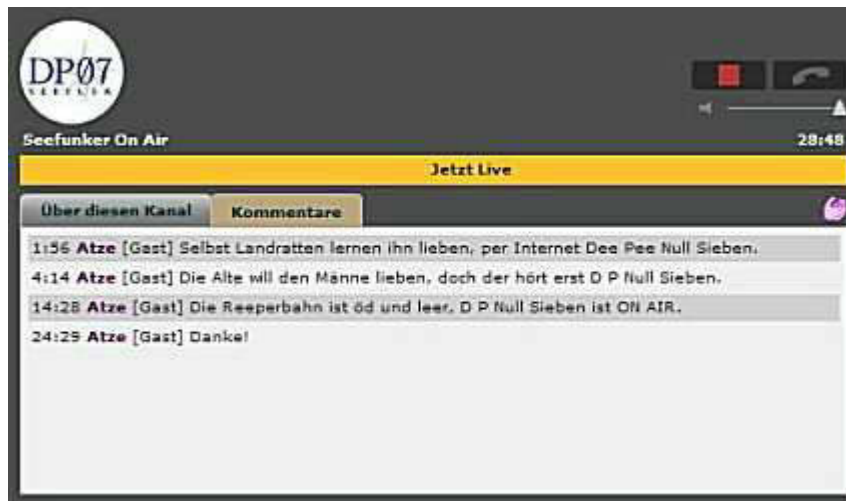 DP07
SEEFUNK
Seefunker On Air
28:48
Jetzt Live
Über diesen Kanal
Kommentare
1:56 Atze [Gast] Selbst Landratten lernen ihn lieben, per Internet Dee Pee Null Sieben.
4:14 Atze [Gast] Die Alte will den Manne lieben, doch der hört erst D P Null Sieben.
14:28 Atze [Gast] Die Reeperbahn ist öd und leer, D P Null Sieben ist ON AIR.
24:29 Atze [Gast] Danke!